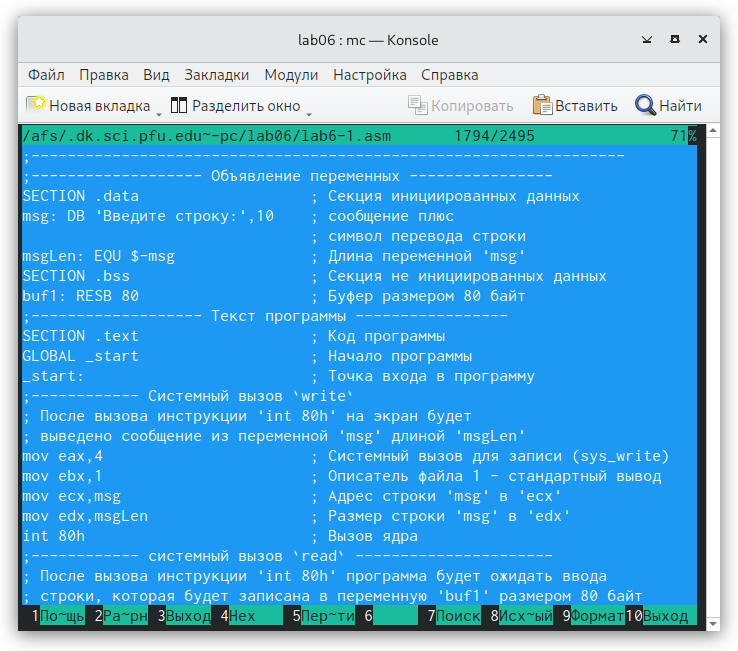 lab06 : mc — Konsole
Файл Правка Вид Закладки Модули Настройка Справка
Новая вкладка Разделить окно Копировать Вставить Найти
/afs/.dk.sci.pfu.edu~-pc/lab06/lab6-1.asm 1794/2495 71%
;------------------------------------------------------------------
;------------------- Объявление переменных ----------------
SECTION .data ; Секция инициированных данных
msg: DB 'Введите строку:',10 ; сообщение плюс
; символ перевода строки
msgLen: EQU $-msg ; Длина переменной 'msg'
SECTION .bss ; Секция не инициированных данных
buf1: RESB 80 ; Буфер размером 80 байт
;------------------- Текст программы -----------------
SECTION .text ; Код программы
GLOBAL _start ; Начало программы
_start: ; Точка входа в программу
;------------ Системный вызов `write`
; После вызова инструкции 'int 80h' на экран будет
; выведено сообщение из переменной 'msg' длиной 'msgLen'
mov eax,4 ; Системный вызов для записи (sys_write)
mov ebx,1 ; Описатель файла 1 - стандартный вывод
mov ecx,msg ; Адрес строки 'msg' в 'ecx'
mov edx,msgLen ; Размер строки 'msg' в 'edx'
int 80h ; Вызов ядра
;------------ системный вызов `read` ----------------------
; После вызова инструкции 'int 80h' программа будет ожидать ввода
; строки, которая будет записана в переменную 'buf1' размером 80 байт
1По~щь 2Ра~рн 3Выход 4Hex 5Пер~ти 6 7Поиск 8Исх~ый 9Формат 10Выход